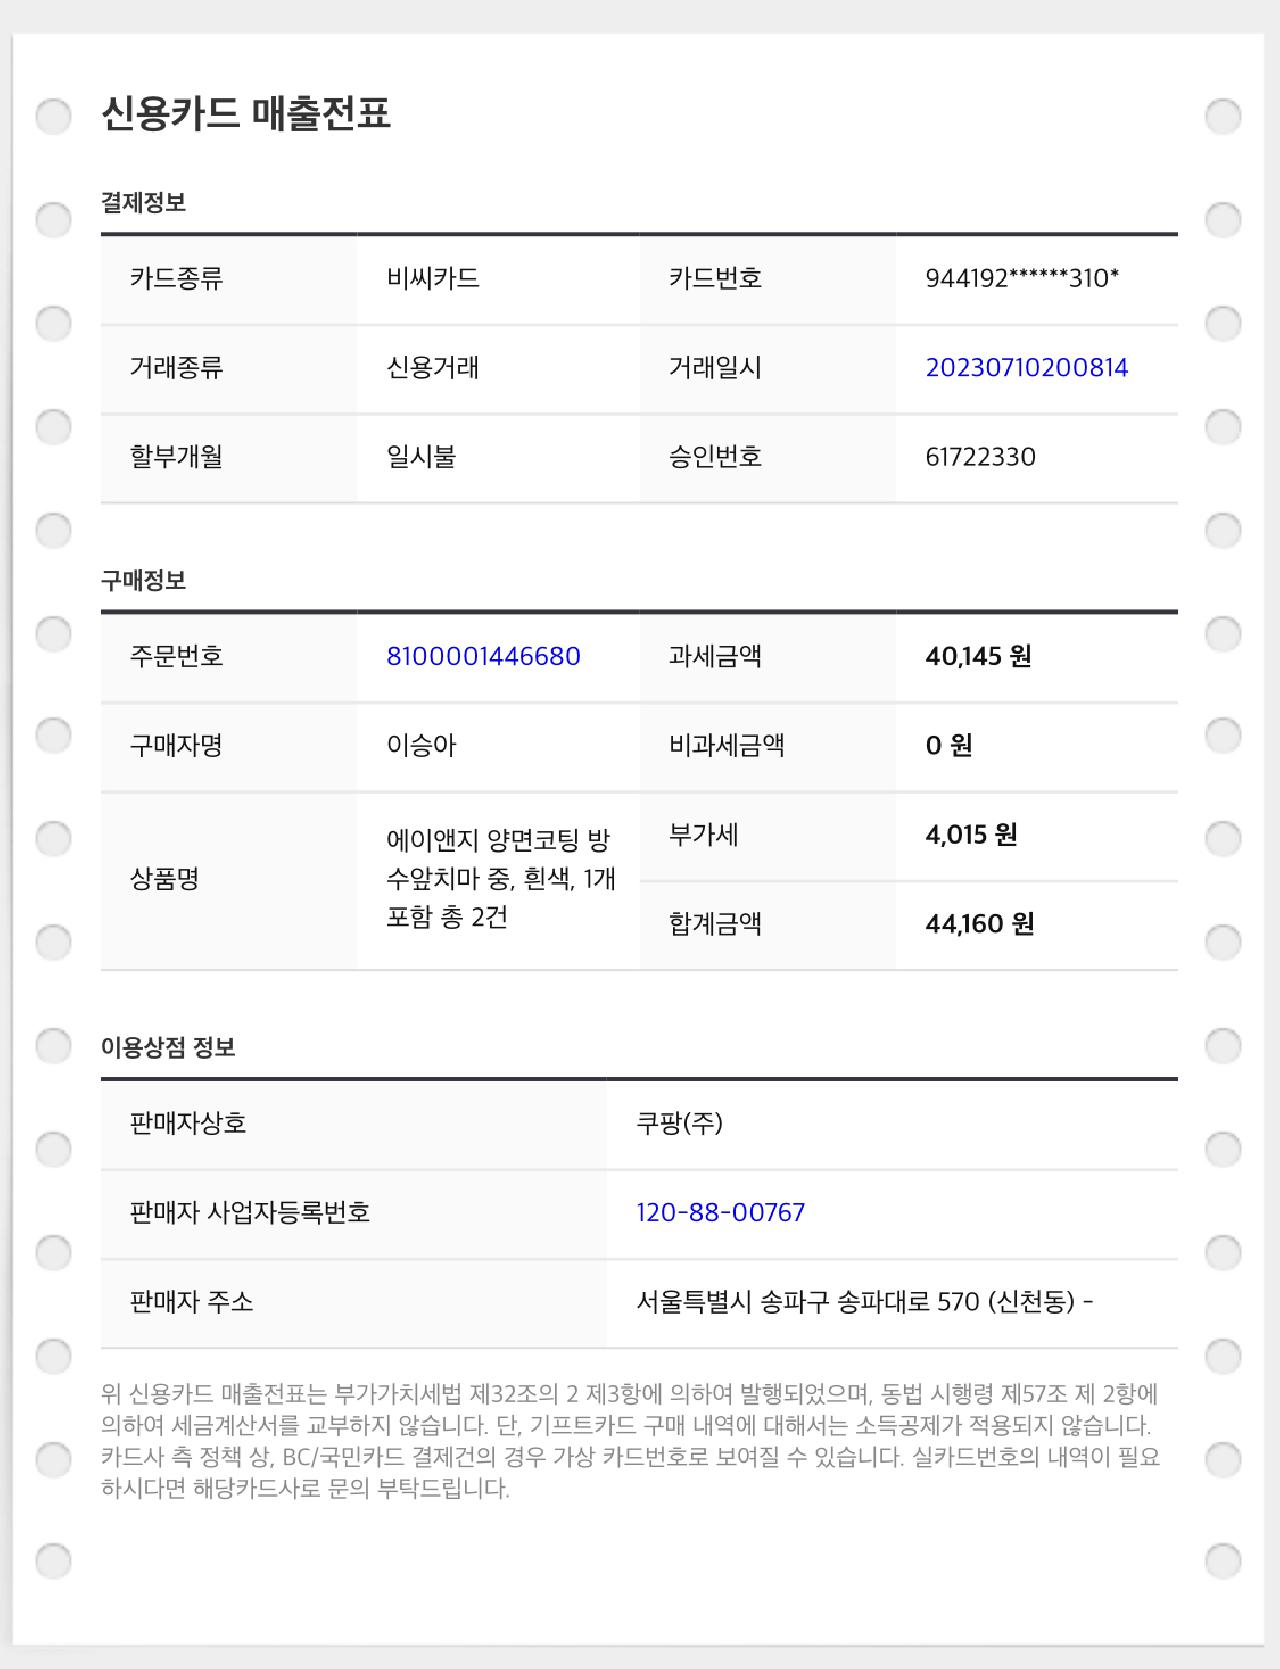 신용카드 매출전표
결제정보
카드종류 비씨카드 카드번호 944192******310*
거래종류 신용거래 거래일시 20230710200814
할부개월 일시불 승인번호 61722330
구매정보
주문번호 8100001446680 과세금액 40,145 원
구매자명 이승아 비과세금액 0 원
상품명 에이앤지 양면코팅 방
수앞치마 중, 흰색, 1개
포함 총 2건
부가세 4,015 원
합계금액 44,160 원
이용상점 정보
판매자상호 쿠팡(주)
판매자 사업자등록번호 120-88-00767
판매자 주소 서울특별시 송파구 송파대로 570 (신천동) -
위 신용카드 매출전표는 부가가치세법 제32조의 2 제3항에 의하여 발행되었으며, 동법 시행령 제57조 제 2항에
의하여 세금계산서를 교부하지 않습니다. 단, 기프트카드 구매 내역에 대해서는 소득공제가 적용되지 않습니다.
카드사 측 정책 상, BC/국민카드 결제건의 경우 가상 카드번호로 보여질 수 있습니다. 실카드번호의 내역이 필요
하시다면 해당카드사로 문의 부탁드립니다.